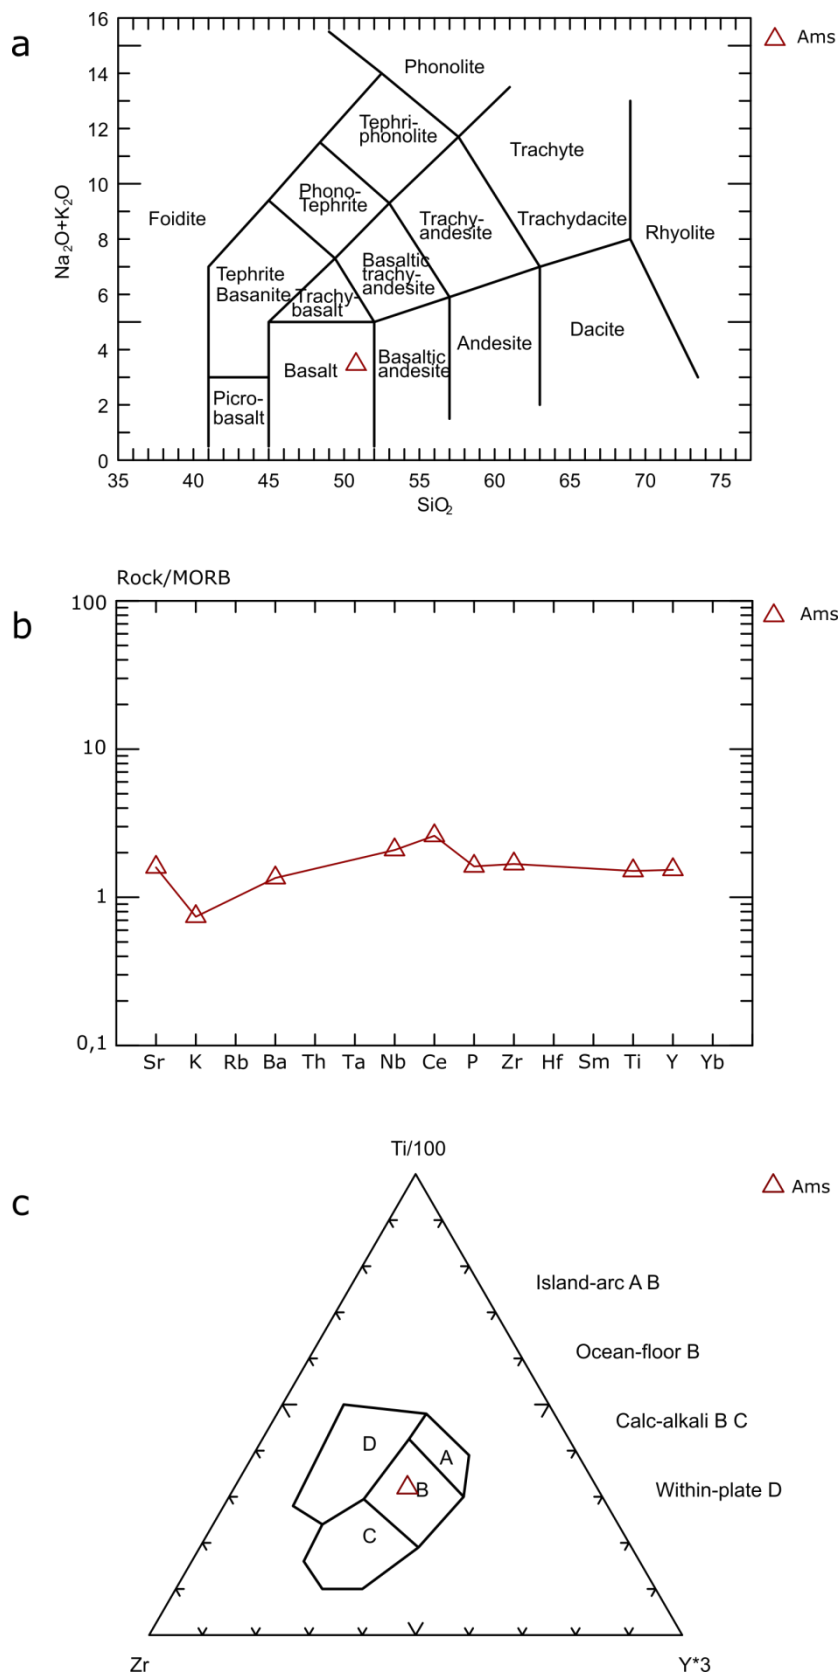 a
Ams
16
14
12
10
8
6
4
2
0
Na₂O+K₂O
Phonolite
Tephri-
phonolite
Trachyte
Phono-
Tephrite
Foidite
Trachy-
andesite
Trachydacite
Rhyolite
Basaltic
trachy-
andesite
Tephrite
Basanite
Trachy-
basalt
Dacite
Andesite
Basaltic
andesite
Basalt
Picro-
basalt
35 40 45 50 55 60 65 70 75
SiO₂
b
Rock/MORB
Ams
100
10
1
0,1
Sr K Rb Ba Th Ta Nb Ce P Zr Hf Sm Ti Y Yb
c
Ti/100
Ams
Island-arc A B
Ocean-floor B
Calc-alkali B C
Within-plate D
D
A
B
C
Zr
Y*3